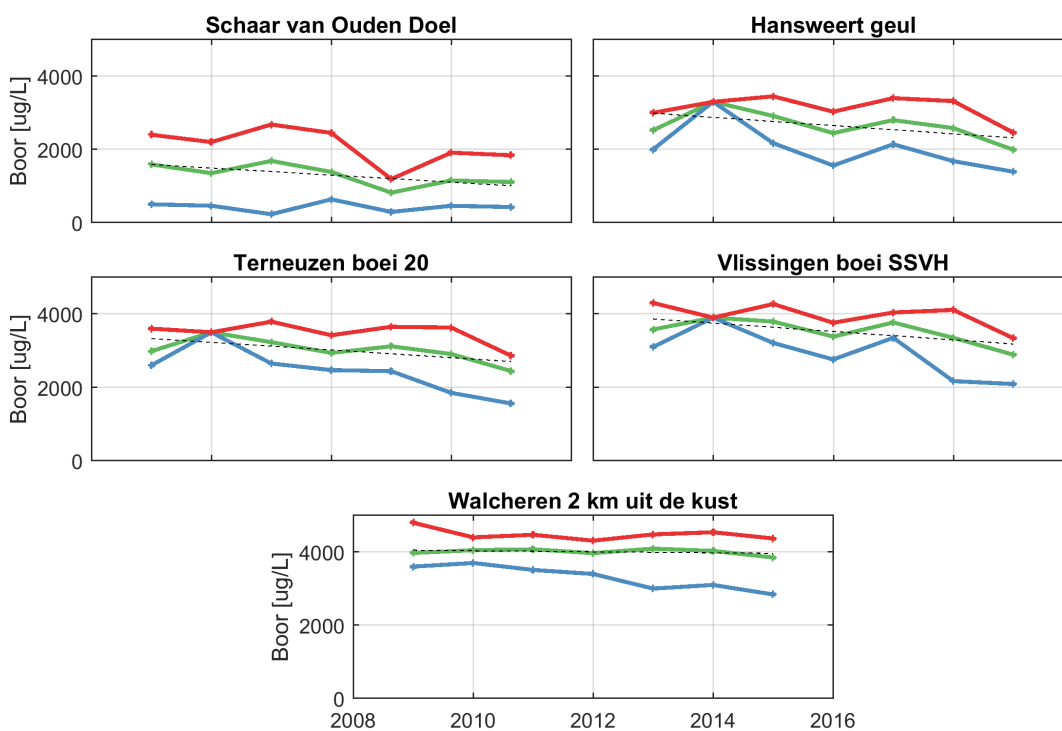 Schaar van Ouden Doel
Hansweert geul
Boor [ug/L]
4000
2000
0
Terneuzen boei 20
Vlissingen boei SSVH
Boor [ug/L]
4000
2000
0
Walcheren 2 km uit de kust
Boor [ug/L]
4000
2000
0
2008 2010 2012 2014 2016